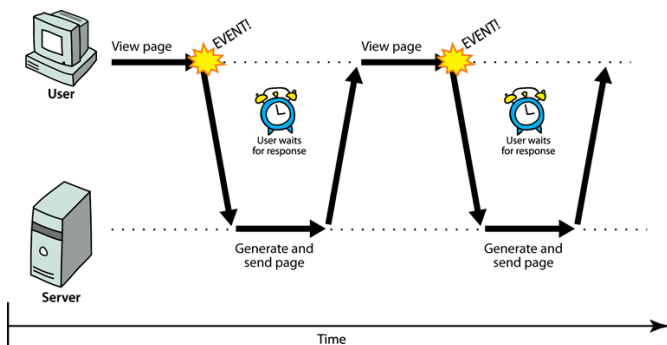 View page
EVENT!
View page
EVENT!
User
User waits
for response
User waits
for response
Generate and
send page
Generate and
send page
Server
Time